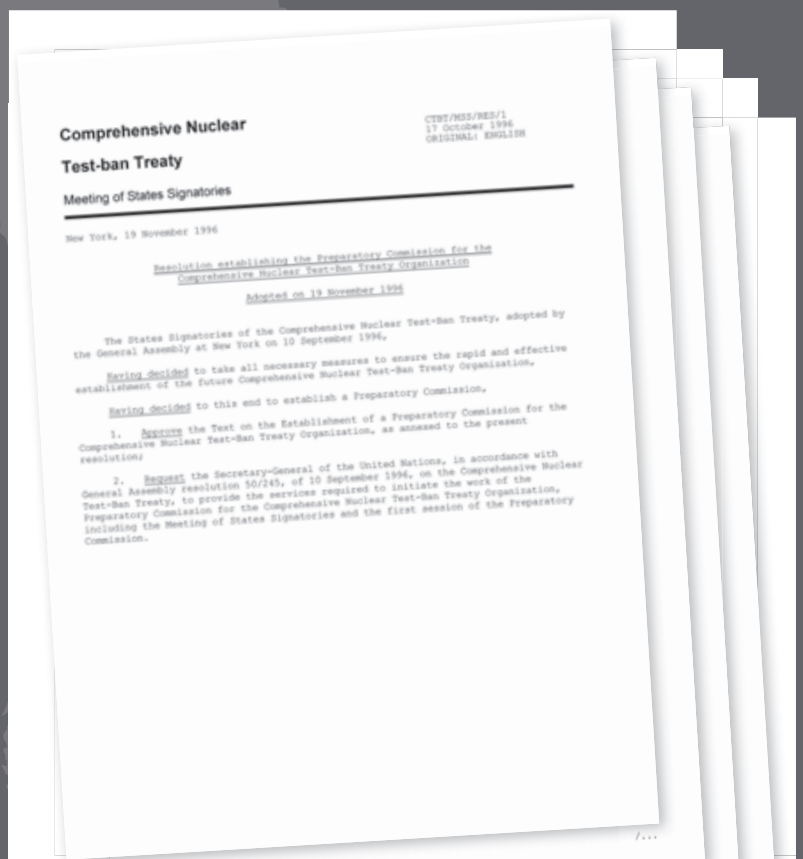 Comprehensive Nuclear
Test-ban Treaty
Meeting of States Signatories
CTBT/MSS/RES/1
17 October 1996
ORIGINAL: ENGLISH
New York, 19 November 1996
Resolution establishing the Preparatory Commission for the
Comprehensive Nuclear Test-Ban Treaty Organization
Adopted on 19 November 1996
The States Signatories of the Comprehensive Nuclear Test-Ban Treaty, adopted by
the General Assembly at New York on 10 September 1996,
Having decided to take all necessary measures to ensure the rapid and effective
establishment of the future Comprehensive Nuclear Test-Ban Treaty Organization,
Having decided to this end to establish a Preparatory Commission,
1. Approve the Text on the Establishment of a Preparatory Commission for the
Comprehensive Nuclear Test-Ban Treaty Organization, as annexed to the present
resolution;
2. Request the Secretary-General of the United Nations, in accordance with
General Assembly resolution 50/245, of 10 September 1996, on the Comprehensive Nuclear
Test-Ban Treaty, to provide the services required to initiate the work of the
Preparatory Commission for the Comprehensive Nuclear Test-Ban Treaty Organization,
including the Meeting of States Signatories and the first session of the Preparatory
Commission.
/...